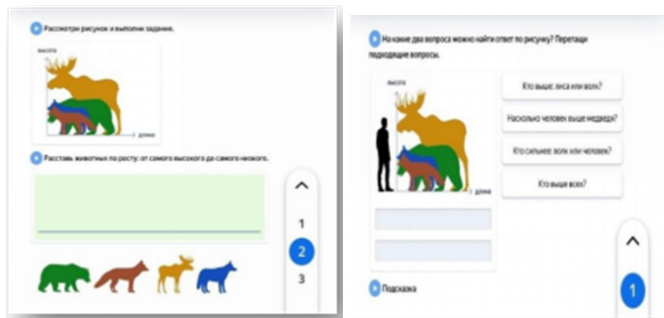 Рассмотри рисунок и выполни задание.
высота
длина
Расставь животных по росту: от самого высокого до самого низкого.
1
2
3
На какие два вопроса можно найти ответ по рисунку? Перетащи
подходящие вопросы.
высота
длина
Кто выше: лиса или волк?
Насколько человек выше медведя?
Кто сильнее: волк или человек?
Кто выше всех?
Подсказка
1